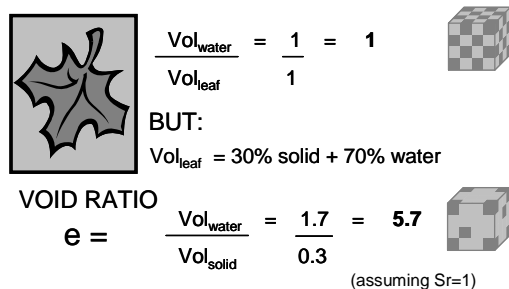 Vol_water / Vol_leaf = 1 / 1 = 1
BUT:
Vol_leaf = 30% solid + 70% water
VOID RATIO
e = Vol_water / Vol_solid = 1.7 / 0.3 = 5.7
(assuming Sr=1)